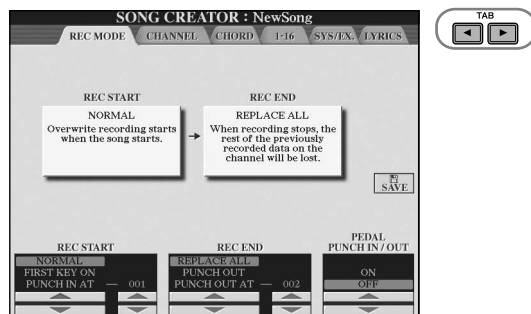 SONG CREATOR : NewSong
TAB
REC MODE CHANNEL CHORD 1-16 SYS/EX. LYRICS
REC START
REC END
NORMAL
Overwrite recording starts
when the song starts.
REPLACE ALL
When recording stops, the
rest of the previously
recorded data on the
channel will be lost.
SAVE
REC START
REC END
PEDAL
PUNCH IN / OUT
NORMAL
FIRST KEY ON
PUNCH IN AT — 001
REPLACE ALL
PUNCH OUT
PUNCH OUT AT — 002
ON
OFF